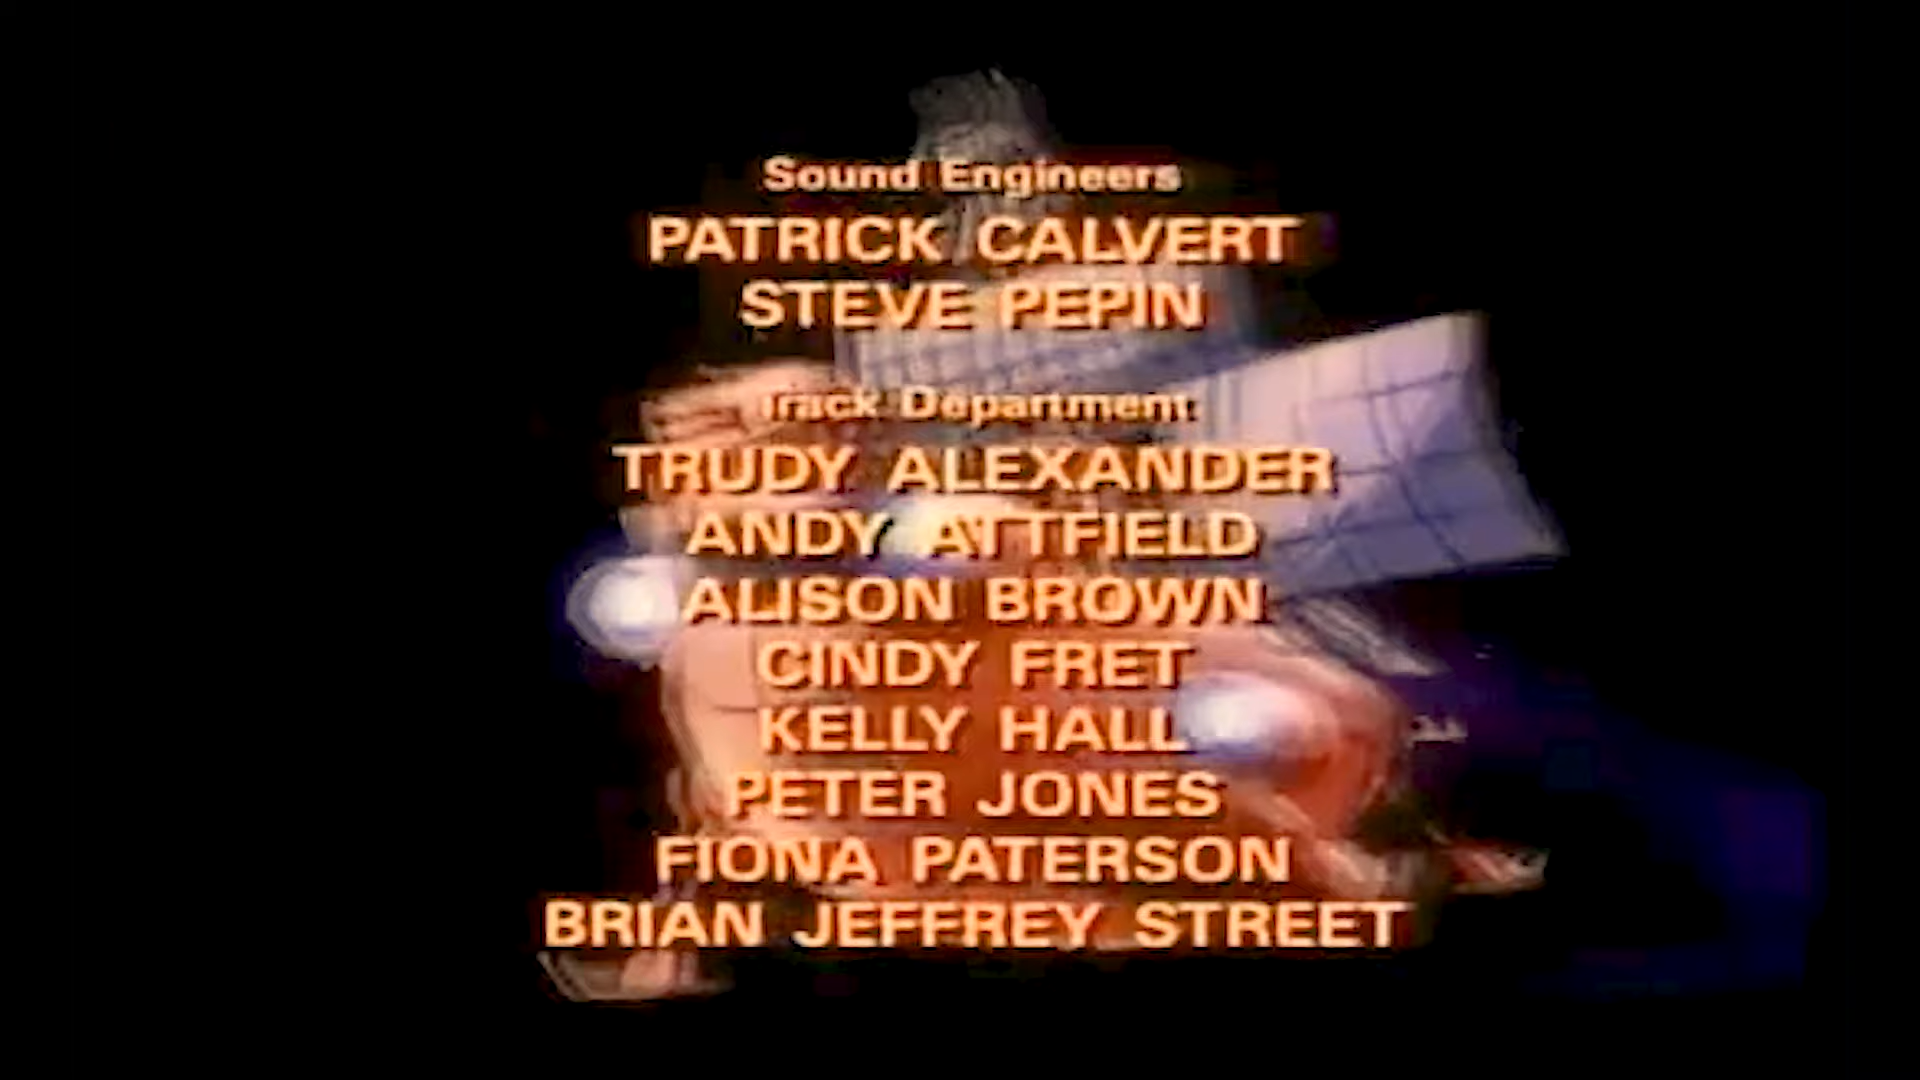 Sound Engineers
PATRICK CALVERT
STEVE PEPIN
Track Department
TRUDY ALEXANDER
ANDY ATTFIELD
ALISON BROWN
CINDY FRET
KELLY HALL
PETER JONES
FIONA PATERSON
BRIAN JEFFREY STREET